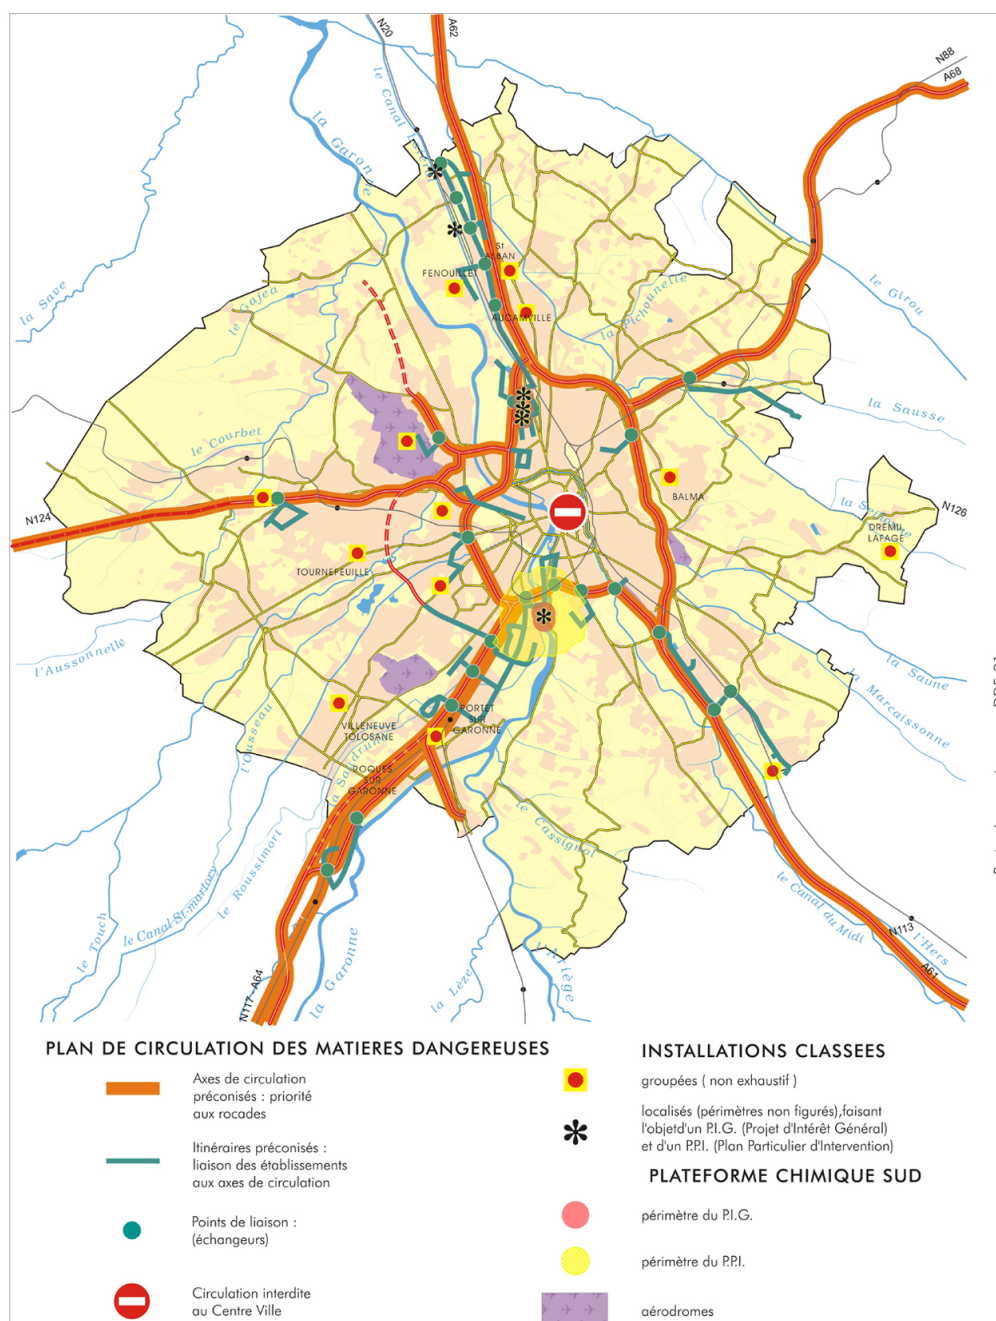 N20
A62
N88
A68
le Canal Latéral
la Garonne
la Save
le Girou
St
ALBAN
FENOUILLET
le Gajea
la Pichounelle
AUCAMVILLE
la Sausse
le Courbet
BALMA
N124
N126
la Seillonne
DREMIL
LAFAGE
TOURNEFEUILLE
l'Aussonnelle
la Saune
la Marcaissonne
PORTET
SUR
GARONNE
VILLENEUVE
TOLOSANE
l'Ousseau
la Saudrune
ROQUES
SUR
GARONNE
le Cassignol
le Roussimort
le Canal St-martory
le Touch
le Canal du Midi
N113
l'Hers
A61
N117 - A64
la Garonne
la Lèze
l'Ariège
PLAN DE CIRCULATION DES MATIERES DANGEREUSES
Axes de circulation
préconisés : priorité
aux rocades
Itinéraires préconisés :
liaison des établissements
aux axes de circulation
Points de liaison :
(échangeurs)
Circulation interdite
au Centre Ville
INSTALLATIONS CLASSEES
groupées ( non exhaustif )
localisés (périmètres non figurés),faisant
l'objetd'un P.I.G. (Projet d'Intérêt Général)
et d'un P.P.I. (Plan Particulier d'Intervention)
PLATEFORME CHIMIQUE SUD
périmètre du P.I.G.
périmètre du P.P.I.
aérodromes